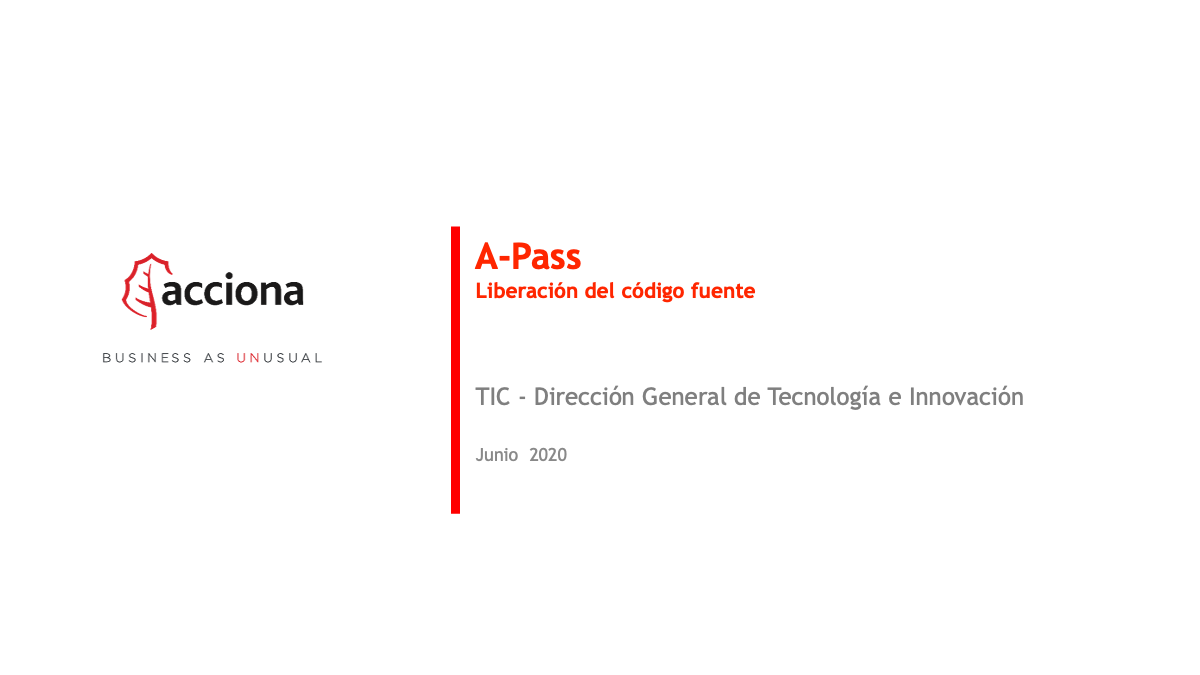 acciona
BUSINESS AS UNUSUAL
A-Pass
Liberación del código fuente
TIC - Dirección General de Tecnología e Innovación
Junio 2020